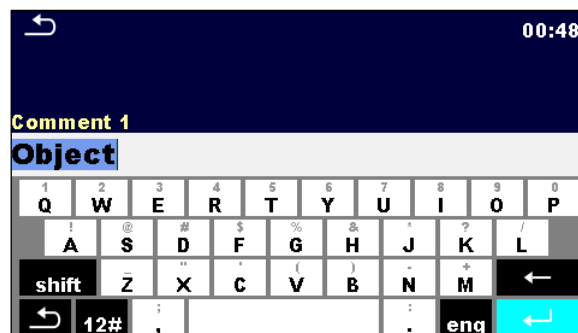 00:48
Comment 1
Object
1 2 3 4 5 6 7 8 9 0
Q W E R T Y U I O P
! @ # $ % & * ? /
A S D F G H J K L
_ " ' ( ) - +
shift Z X C V B N M ←
; :
12# , . eng